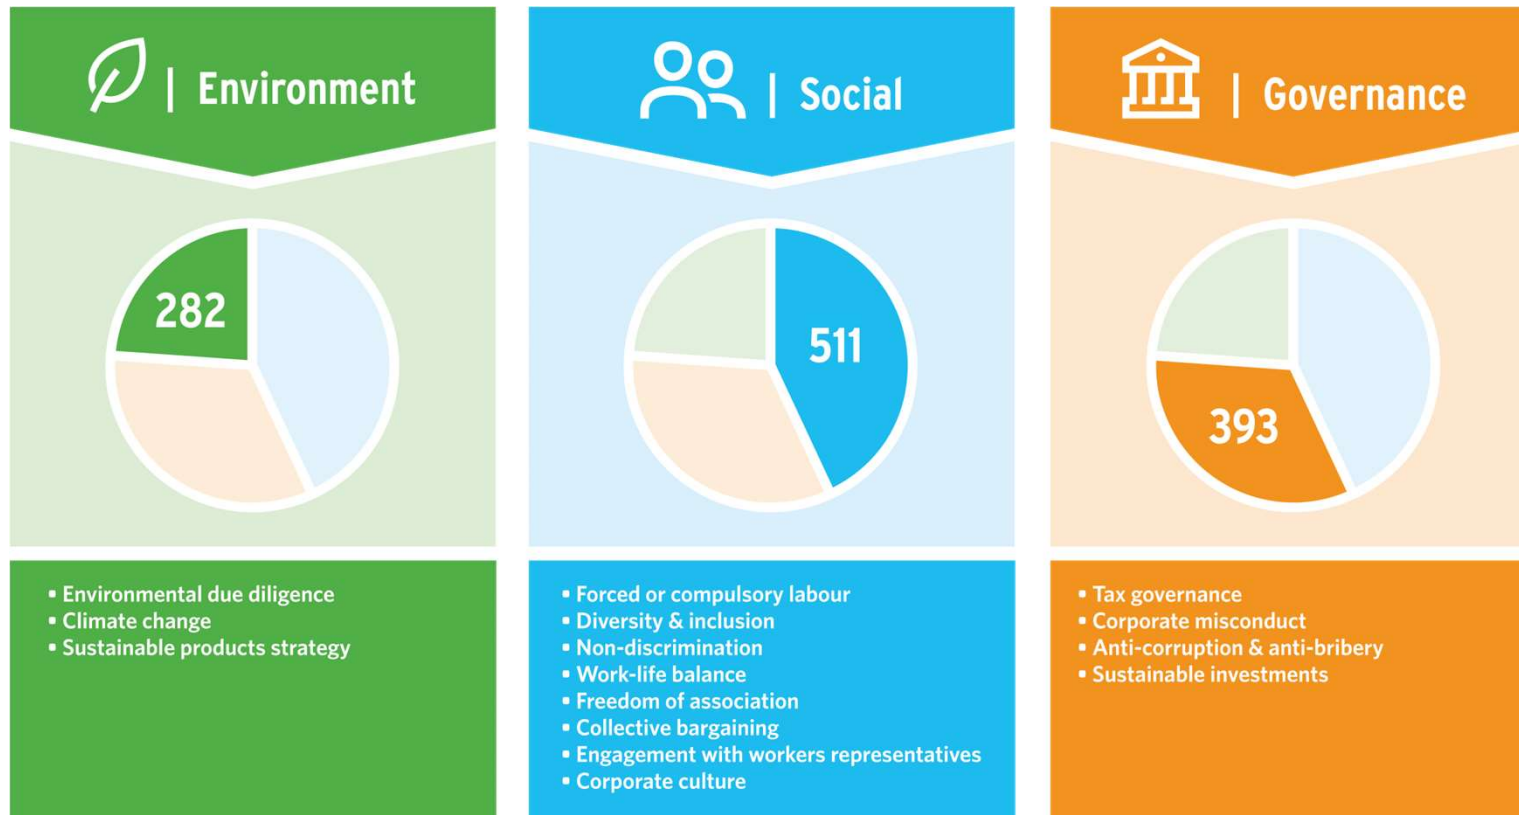 | Environment
282
▪ Environmental due diligence
▪ Climate change
▪ Sustainable products strategy
| Social
511
▪ Forced or compulsory labour
▪ Diversity & inclusion
▪ Non-discrimination
▪ Work-life balance
▪ Freedom of association
▪ Collective bargaining
▪ Engagement with workers representatives
▪ Corporate culture
| Governance
393
▪ Tax governance
▪ Corporate misconduct
▪ Anti-corruption & anti-bribery
▪ Sustainable investments